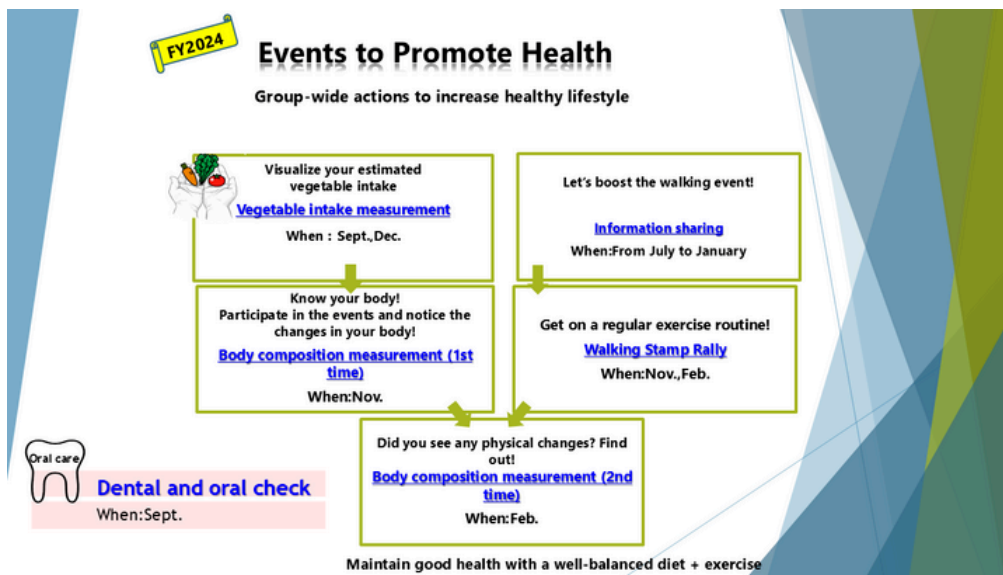 FY2024
Events to Promote Health
Group-wide actions to increase healthy lifestyle
Visualize your estimated
vegetable intake
Vegetable intake measurement
When : Sept.,Dec.
Let's boost the walking event!
Information sharing
When:From July to January
Know your body!
Participate in the events and notice the
changes in your body!
Body composition measurement (1st
time)
When:Nov.
Get on a regular exercise routine!
Walking Stamp Rally
When:Nov.,Feb.
Did you see any physical changes? Find
out!
Body composition measurement (2nd
time)
When:Feb.
Oral care
Dental and oral check
When:Sept.
Maintain good health with a well-balanced diet + exercise